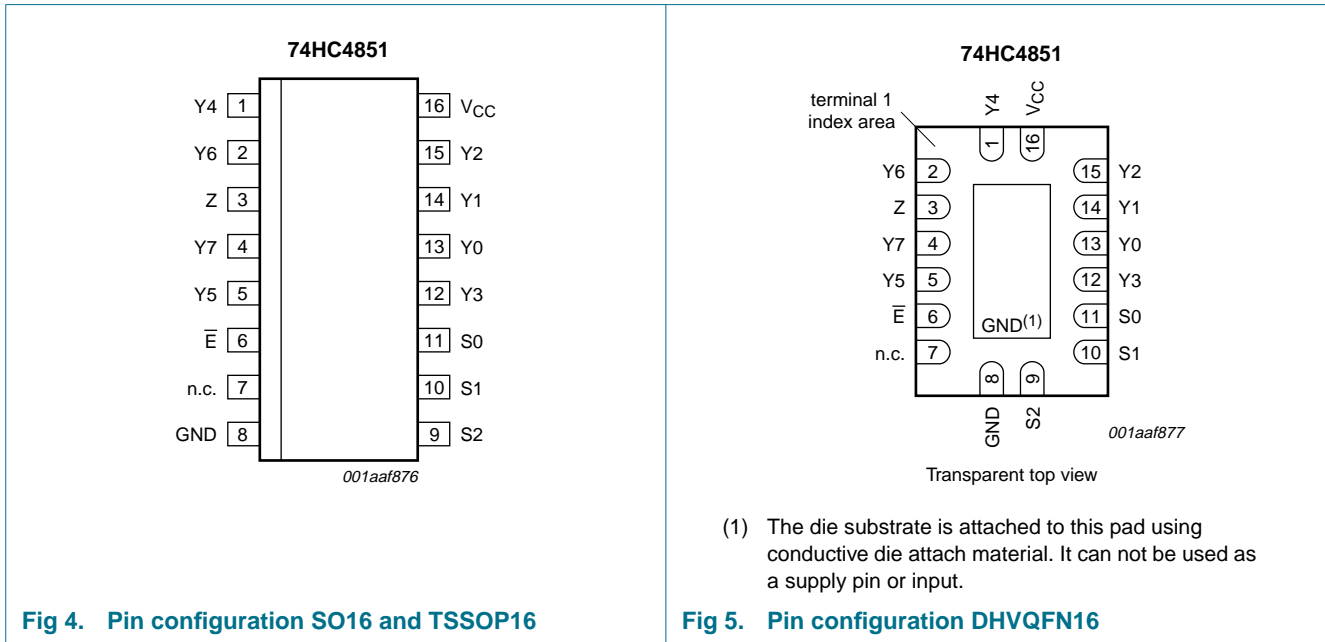 74HC4851
Y4 1
16 VCC
Y6 2
15 Y2
Z 3
14 Y1
Y7 4
13 Y0
Y5 5
12 Y3
E̅ 6
11 S0
n.c. 7
10 S1
GND 8
9 S2
001aaf876
Fig 4. Pin configuration SO16 and TSSOP16
74HC4851
terminal 1
index area
Y4
VCC
1
16
Y6 2
15 Y2
Z 3
14 Y1
Y7 4
13 Y0
Y5 5
12 Y3
E̅ 6
11 S0
GND(1)
n.c. 7
10 S1
8
9
GND
S2
001aaf877
Transparent top view
(1) The die substrate is attached to this pad using
conductive die attach material. It can not be used as
a supply pin or input.
Fig 5. Pin configuration DHVQFN16